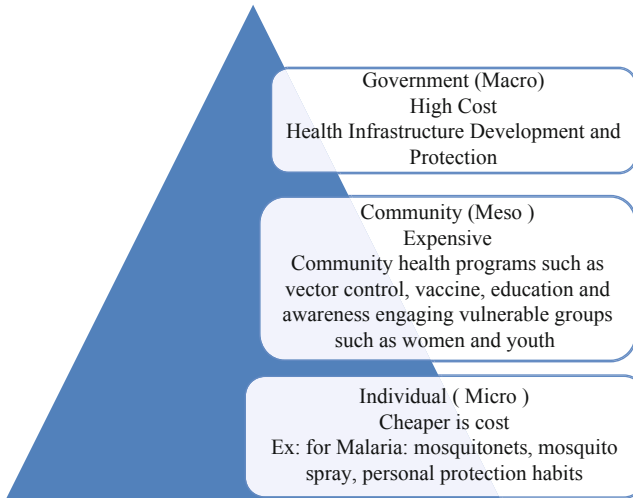 Government (Macro)
High Cost
Health Infrastructure Development and
Protection
Community (Meso )
Expensive
Community health programs such as
vector control, vaccine, education and
awareness engaging vulnerable groups
such as women and youth
Individual ( Micro )
Cheaper is cost
Ex: for Malaria: mosquitonets, mosquito
spray, personal protection habits